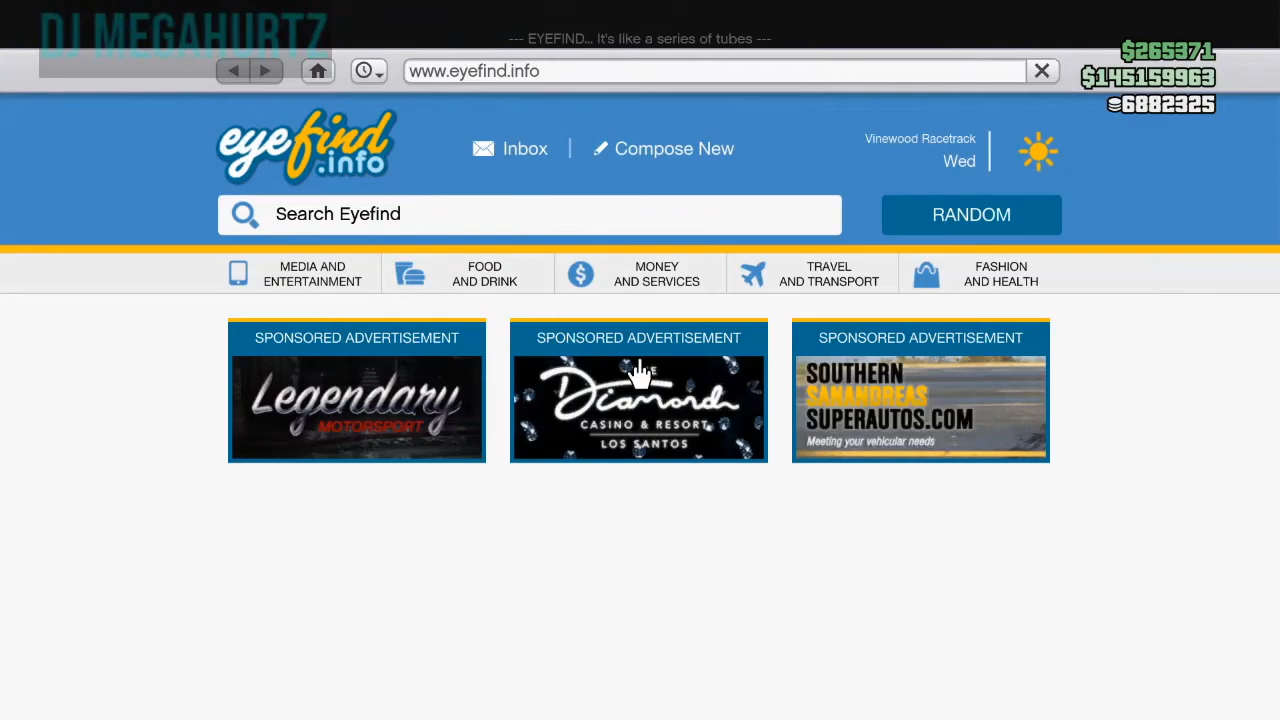 DJ MEGAHURTZ
--- EYEFIND... It's like a series of tubes ---
$265371
www.eyefind.info
$145159963
6882325
eyefind
.info
Inbox
Compose New
Vinewood Racetrack
Wed
Search Eyefind
RANDOM
MEDIA AND
ENTERTAINMENT
FOOD
AND DRINK
MONEY
AND SERVICES
TRAVEL
AND TRANSPORT
FASHION
AND HEALTH
SPONSORED ADVERTISEMENT
Legendary
MOTORSPORT
SPONSORED ADVERTISEMENT
Diamond
CASINO & RESORT
LOS SANTOS
SPONSORED ADVERTISEMENT
SOUTHERN
SANANDREAS
SUPERAUTOS.COM
Meeting your vehicular needs